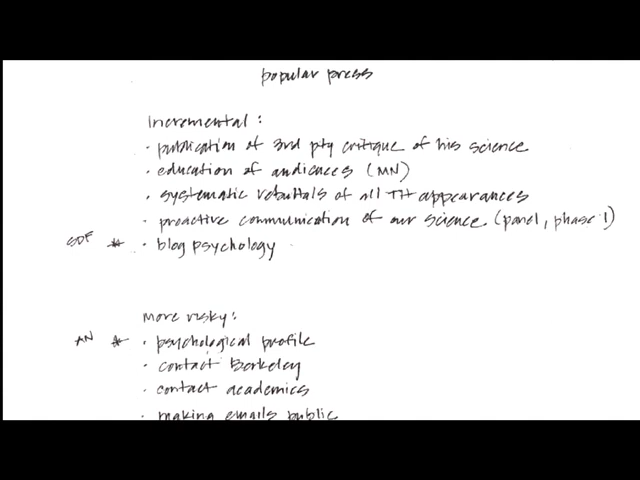 popular press
Incremental:
· publication of 3rd pty critique of his science
· education of audiences (MN)
· systematic rebuttals of all TH appearances
· proactive communication of our science (panel, phase 1)
SDF * · blog psychology
More risky:
AN * · psychological profile
· contact Berkeley
· contact academics
· making emails public